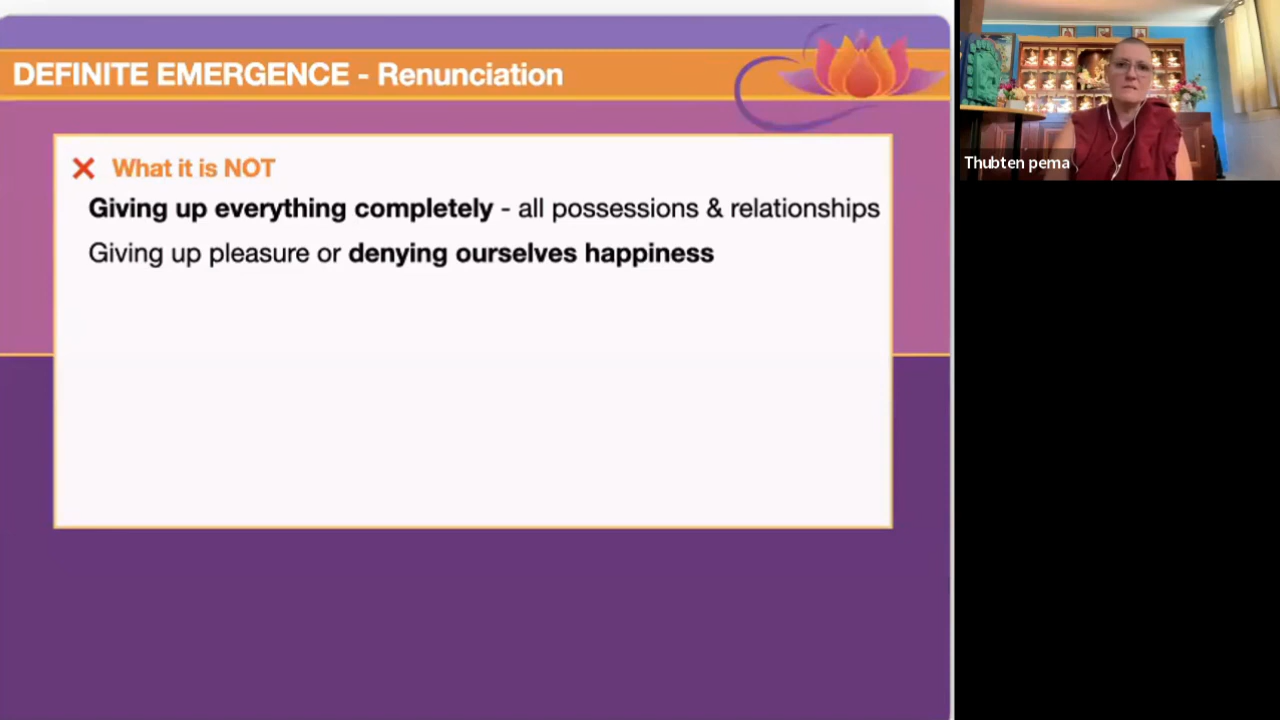 DEFINITE EMERGENCE - Renunciation
❌ What it is NOT
Giving up everything completely - all possessions & relationships
Giving up pleasure or denying ourselves happiness
Thubten pema